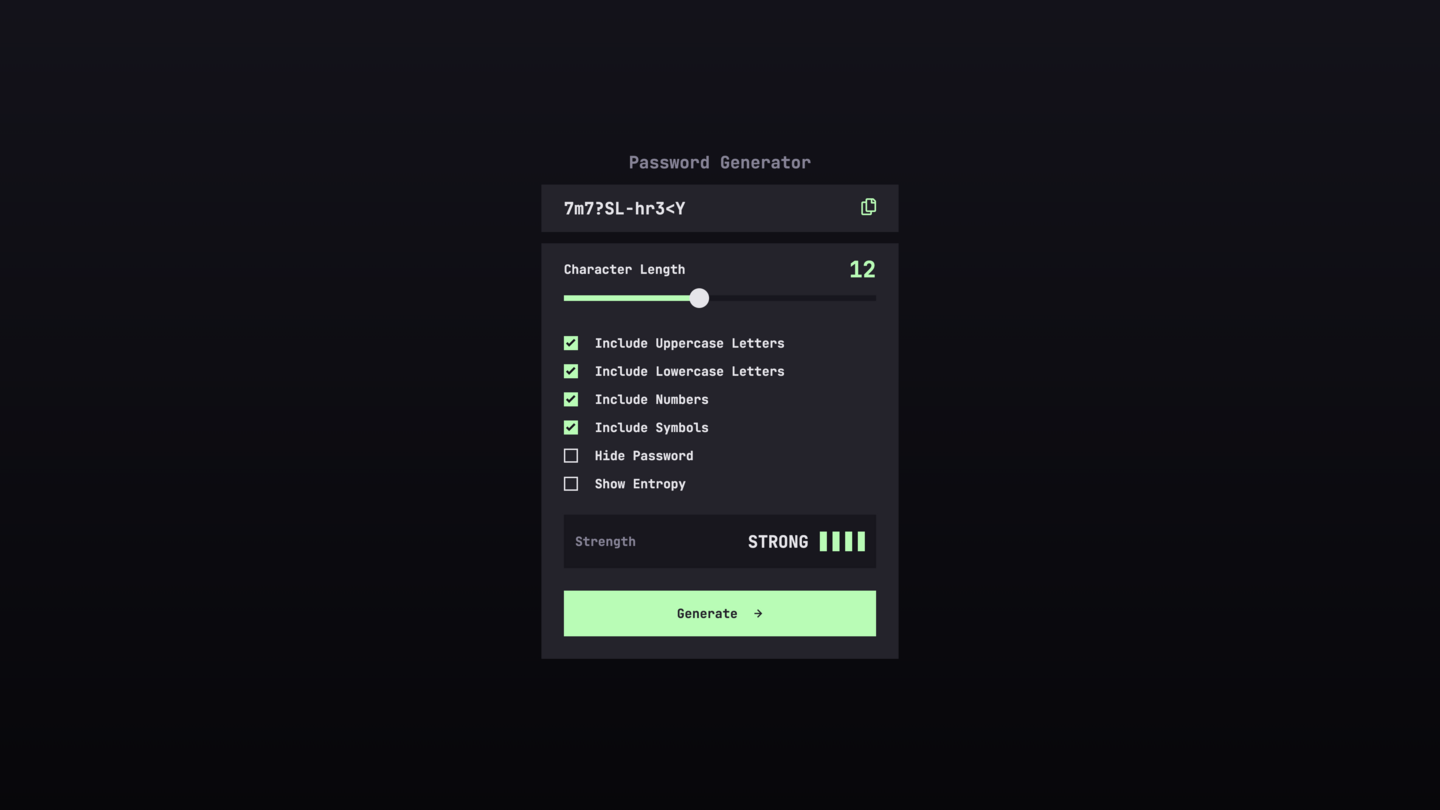 Password Generator
7m7?SL-hr3<Y
Character Length 12
Include Uppercase Letters
Include Lowercase Letters
Include Numbers
Include Symbols
Hide Password
Show Entropy
Strength STRONG
Generate →